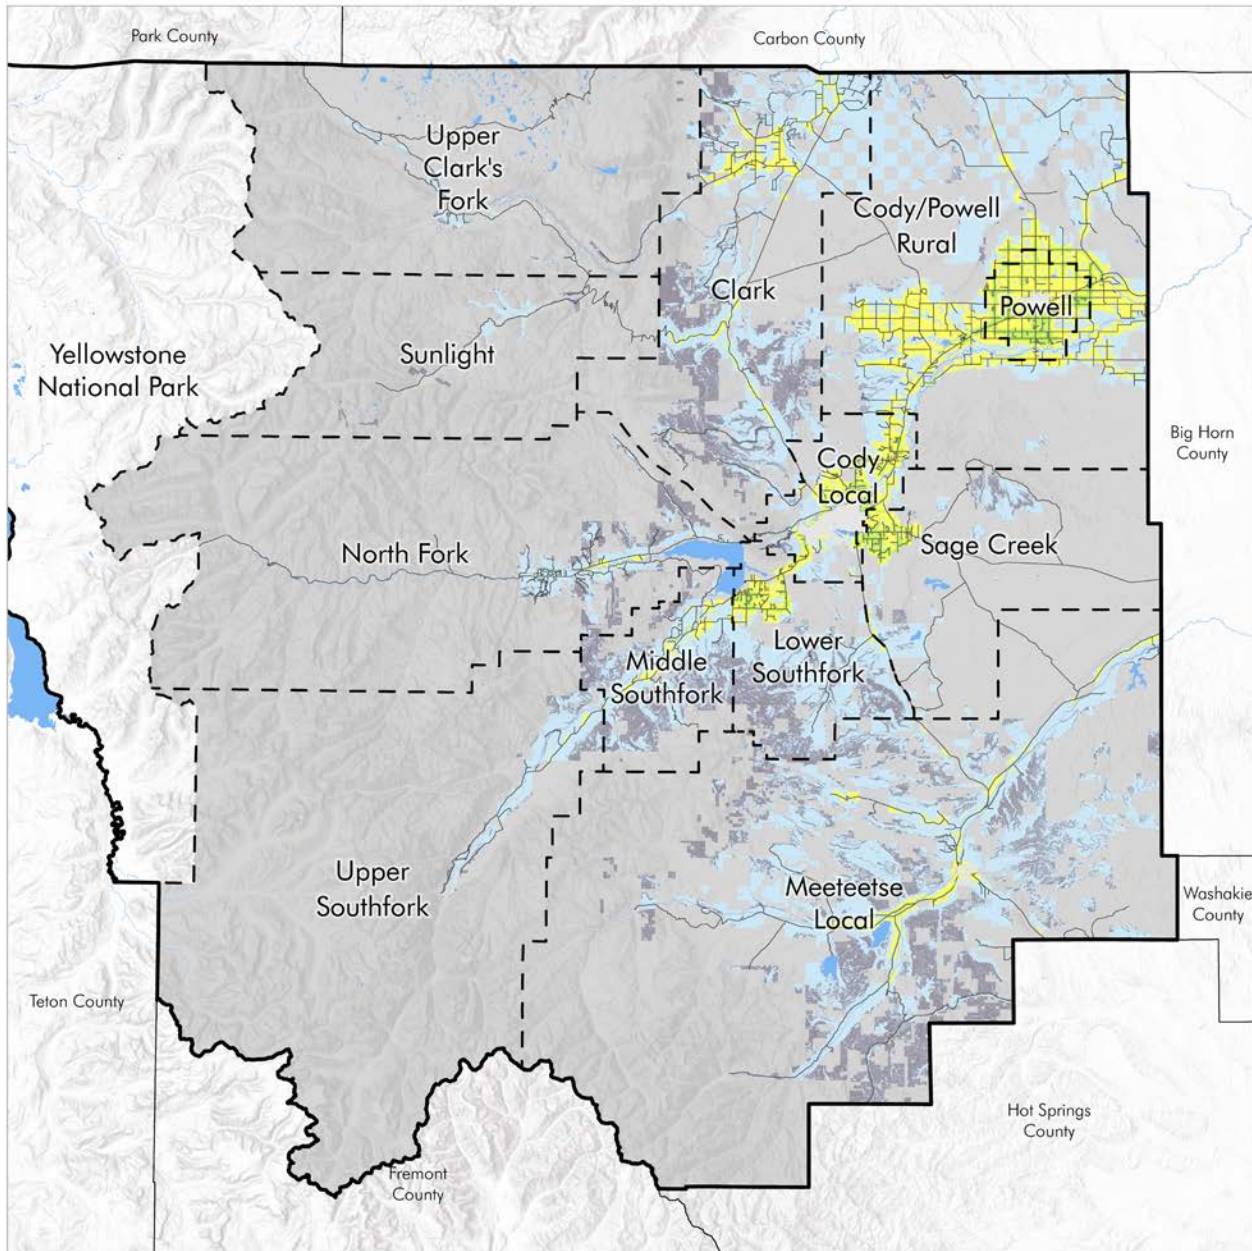 Park County
Carbon County
Upper
Clark's
Fork
Cody/Powell
Rural
Clark
Powell
Yellowstone
National Park
Sunlight
Big Horn
County
Cody
Local
North Fork
Sage Creek
Middle
Southfork
Lower
Southfork
Upper
Southfork
Meeteetse
Local
Washakie
County
Teton County
Hot Springs
County
Fremont
County